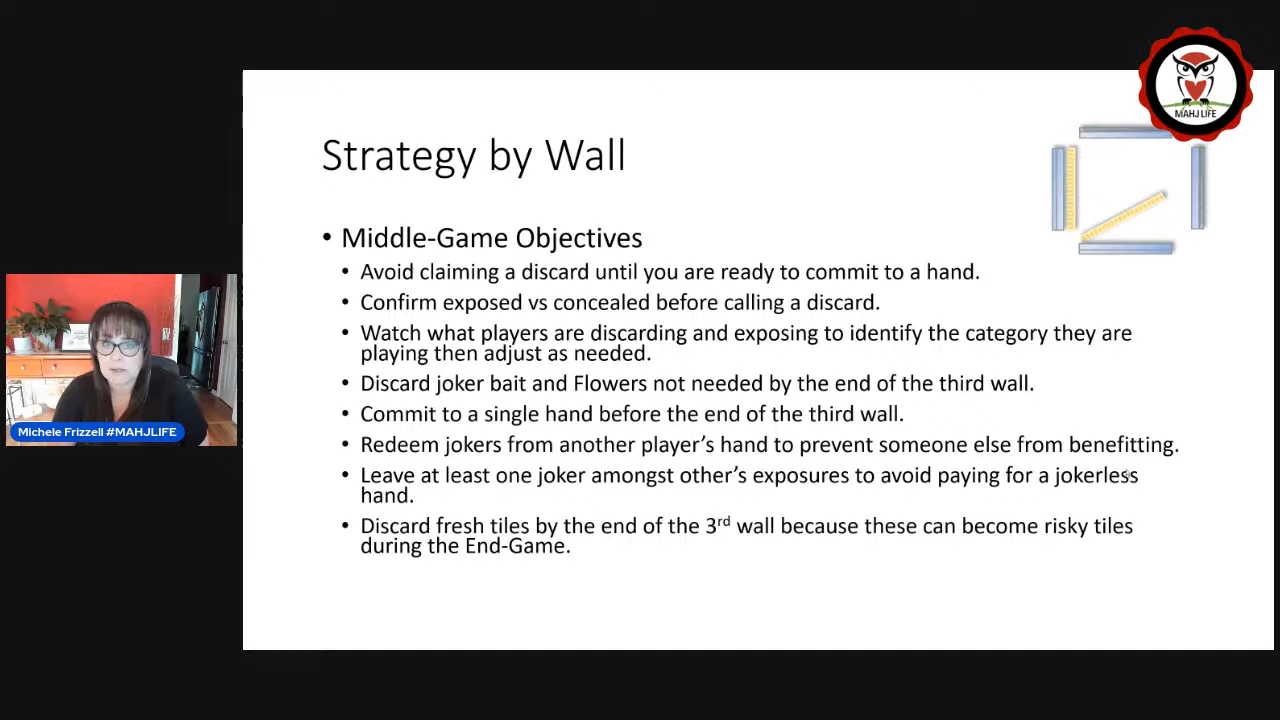 MAHJ LIFE
Strategy by Wall
• Middle-Game Objectives
• Avoid claiming a discard until you are ready to commit to a hand.
• Confirm exposed vs concealed before calling a discard.
• Watch what players are discarding and exposing to identify the category they are
playing then adjust as needed.
• Discard joker bait and Flowers not needed by the end of the third wall.
• Commit to a single hand before the end of the third wall.
• Redeem jokers from another player’s hand to prevent someone else from benefitting.
• Leave at least one joker amongst other’s exposures to avoid paying for a jokerless
hand.
• Discard fresh tiles by the end of the 3rd wall because these can become risky tiles
during the End-Game.
Michele Frizzell #MAHJLIFE